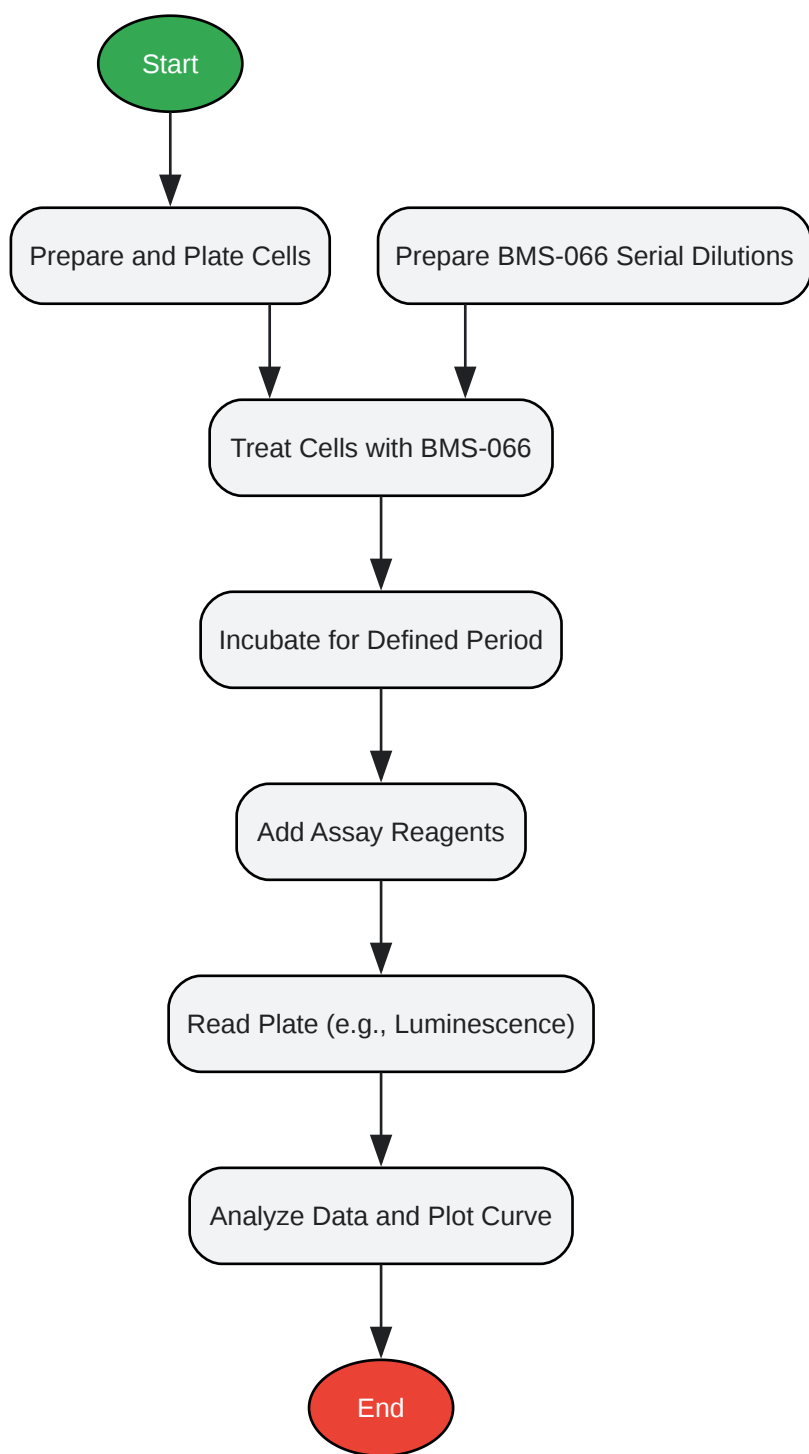 Start
Prepare and Plate Cells
Prepare BMS-066 Serial Dilutions
Treat Cells with BMS-066
Incubate for Defined Period
Add Assay Reagents
Read Plate (e.g., Luminescence)
Analyze Data and Plot Curve
End